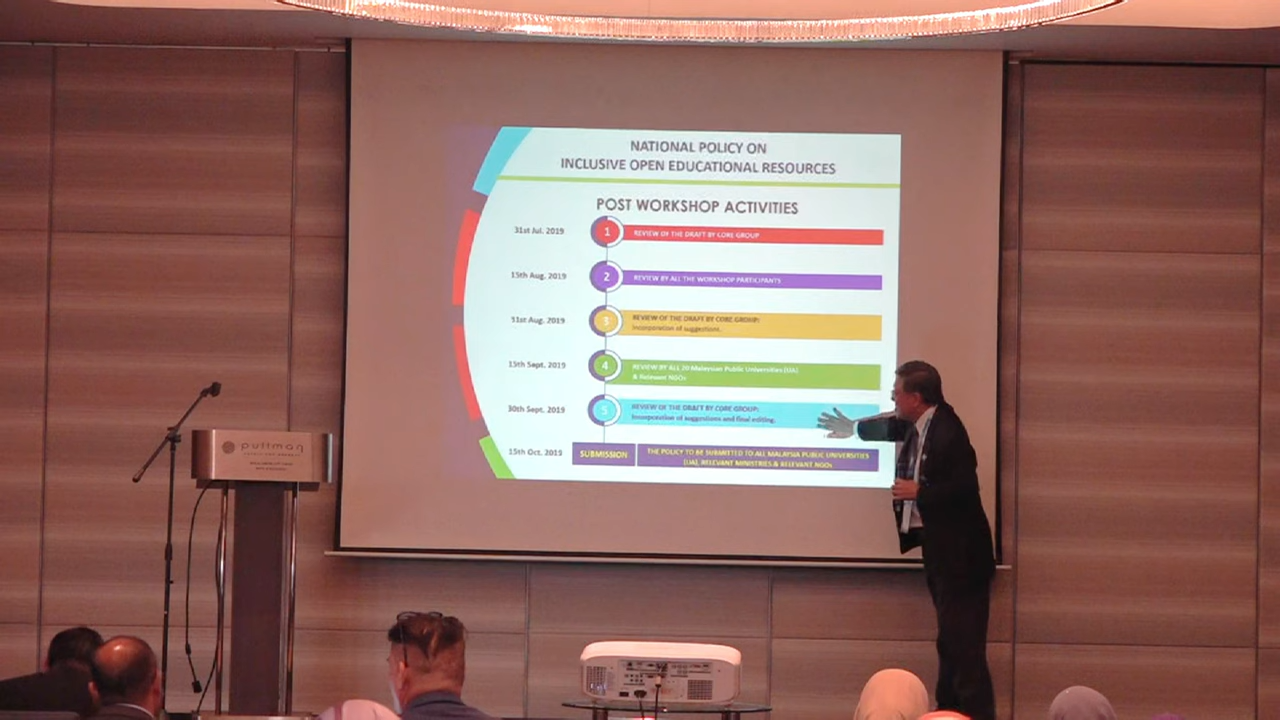 NATIONAL POLICY ON
INCLUSIVE OPEN EDUCATIONAL RESOURCES
POST WORKSHOP ACTIVITIES
31st Jul. 2019
1
REVIEW OF THE DRAFT BY CORE GROUP
15th Aug. 2019
2
REVIEW BY ALL THE WORKSHOP PARTICIPANTS
31st Aug. 2019
3
REVIEW OF THE DRAFT BY CORE GROUP:
Incorporation of suggestions.
15th Sept. 2019
4
REVIEW BY ALL 20 Malaysian Public Universities (UA)
& Relevant NGOs
30th Sept. 2019
5
REVIEW OF THE DRAFT BY CORE GROUP:
Incorporation of suggestions and final editing.
15th Oct. 2019
SUBMISSION
THE POLICY TO BE SUBMITTED TO ALL MALAYSIA PUBLIC UNIVERSITIES
(UA), RELEVANT MINISTRIES & RELEVANT NGOs
pullman